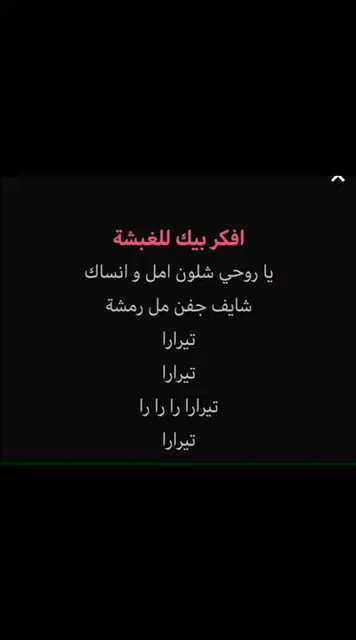 افكر بيك للغبشة
يا روحي شلون امل و انساك
شايف جفن مل رمشة
تيرارا
تيرارا
تيرارا را را را
تيرارا